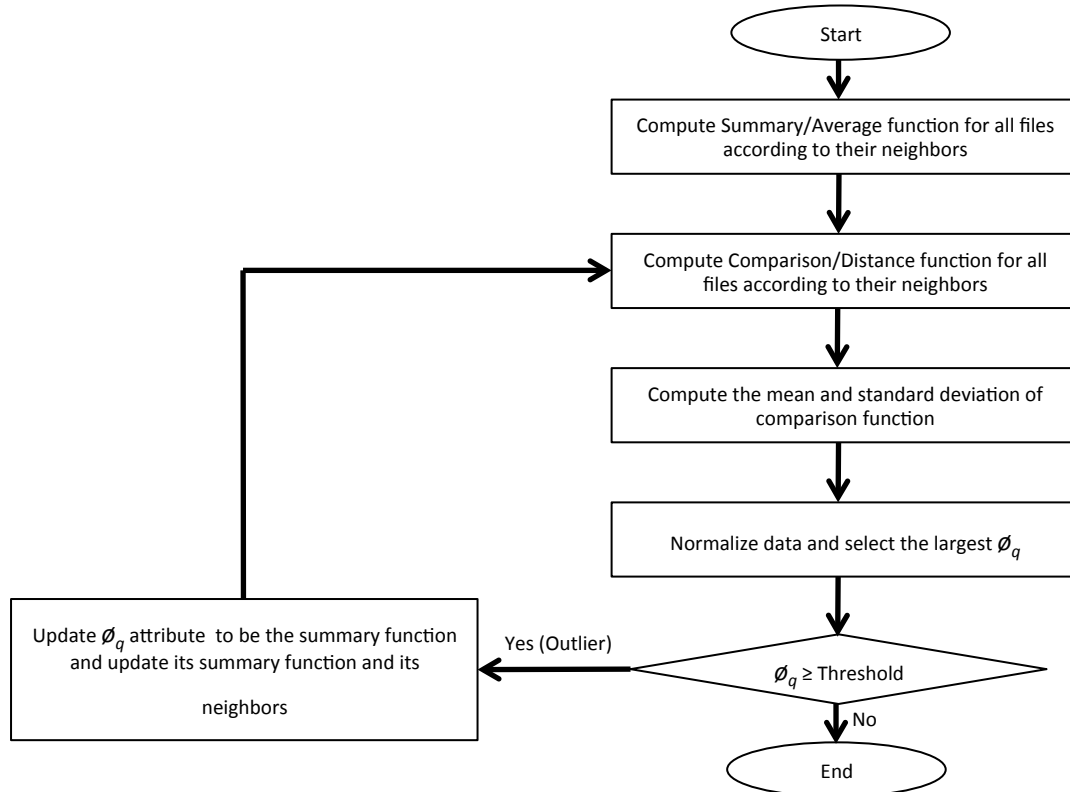 Start
Compute Summary/Average function for all files
according to their neighbors
Compute Comparison/Distance function for all
files according to their neighbors
Compute the mean and standard deviation of
comparison function
Normalize data and select the largest Ø_q
Ø_q ≥ Threshold
Yes (Outlier)
Update Ø_q attribute to be the summary function
and update its summary function and its
neighbors
No
End